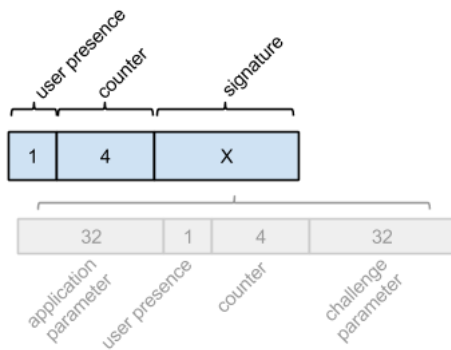 user presence
counter
signature
1 4 X
32 1 4 32
application
parameter
user presence
counter
challenge
parameter